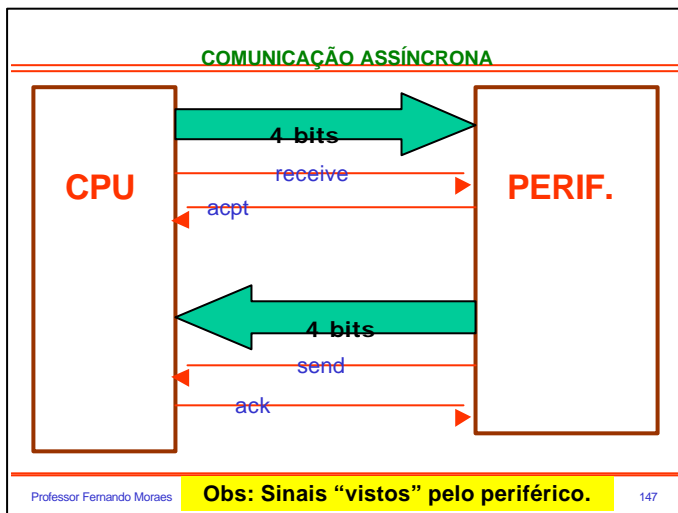 COMUNICAÇÃO ASSÍNCRONA
4 bits
receive
CPU
PERIF.
acpt
4 bits
send
ack
Professor Fernando Moraes
Obs: Sinais “vistos” pelo periférico.
147